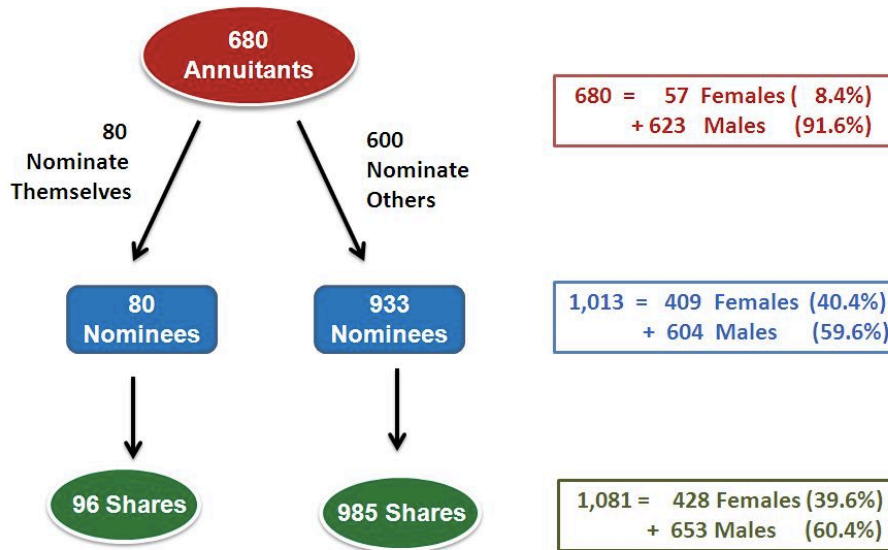 680
Annuitants
80
Nominate
Themselves
600
Nominate
Others
680 = 57 Females ( 8.4%)
+ 623 Males (91.6%)
80
Nominees
933
Nominees
1,013 = 409 Females (40.4%)
+ 604 Males (59.6%)
96 Shares
985 Shares
1,081 = 428 Females (39.6%)
+ 653 Males (60.4%)